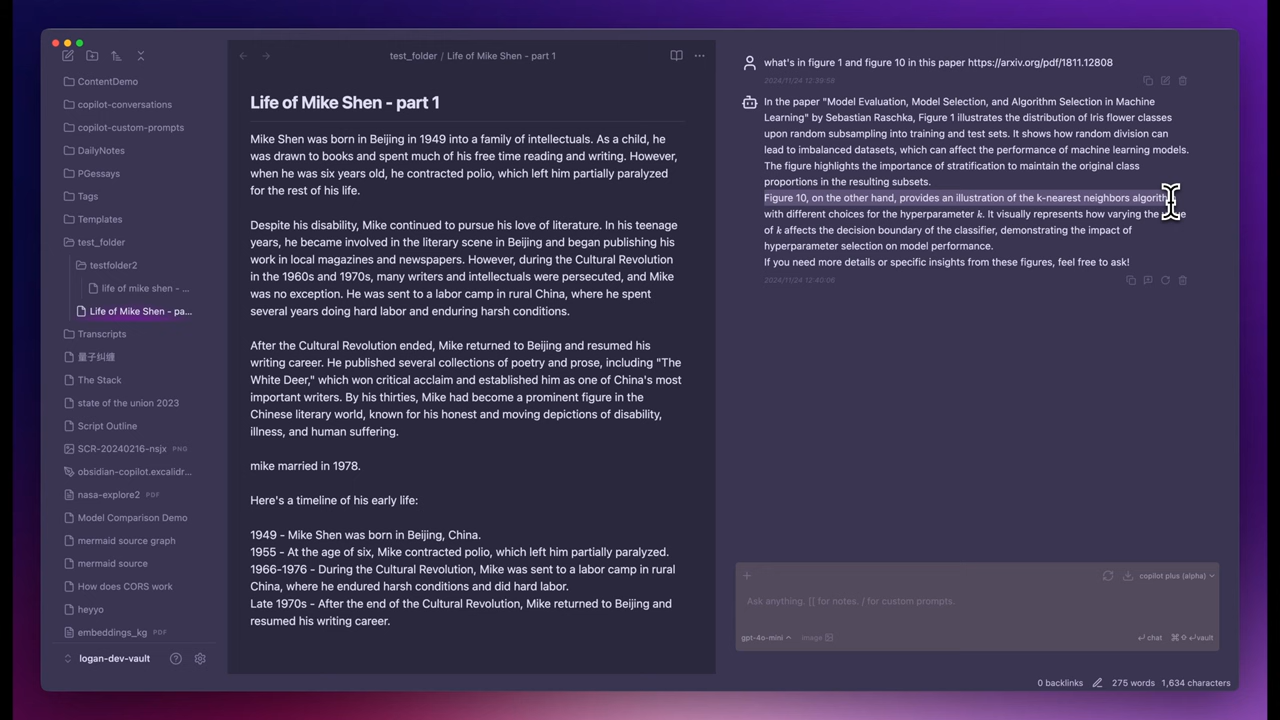 ContentDemo
copilot-conversations
copilot-custom-prompts
DailyNotes
PGessays
Tags
Templates
test_folder
testfolder2
life of mike shen - ...
Life of Mike Shen - pa...
Transcripts
量子纠缠
The Stack
state of the union 2023
Script Outline
SCR-20240216-nsjx PNG
obsidian-copilot.excalidr...
nasa-explore2 PDF
Model Comparison Demo
mermaid source graph
mermaid source
How does CORS work
heyyo
embeddings_kg PDF
logan-dev-vault
test_folder / Life of Mike Shen - part 1
Life of Mike Shen - part 1
Mike Shen was born in Beijing in 1949 into a family of intellectuals. As a child, he
was drawn to books and spent much of his free time reading and writing. However,
when he was six years old, he contracted polio, which left him partially paralyzed
for the rest of his life.
Despite his disability, Mike continued to pursue his love of literature. In his teenage
years, he became involved in the literary scene in Beijing and began publishing his
work in local magazines and newspapers. However, during the Cultural Revolution
in the 1960s and 1970s, many writers and intellectuals were persecuted, and Mike
was no exception. He was sent to a labor camp in rural China, where he spent
several years doing hard labor and enduring harsh conditions.
After the Cultural Revolution ended, Mike returned to Beijing and resumed his
writing career. He published several collections of poetry and prose, including "The
White Deer," which won critical acclaim and established him as one of China's most
important writers. By his thirties, Mike had become a prominent figure in the
Chinese literary world, known for his honest and moving depictions of disability,
illness, and human suffering.
mike married in 1978.
Here's a timeline of his early life:
1949 - Mike Shen was born in Beijing, China.
1955 - At the age of six, Mike contracted polio, which left him partially paralyzed.
1966-1976 - During the Cultural Revolution, Mike was sent to a labor camp in rural
China, where he endured harsh conditions and did hard labor.
Late 1970s - After the end of the Cultural Revolution, Mike returned to Beijing and
resumed his writing career.
what's in figure 1 and figure 10 in this paper https://arxiv.org/pdf/1811.12808
2024/11/24 12:39:58
In the paper "Model Evaluation, Model Selection, and Algorithm Selection in Machine
Learning" by Sebastian Raschka, Figure 1 illustrates the distribution of Iris flower classes
upon random subsampling into training and test sets. It shows how random division can
lead to imbalanced datasets, which can affect the performance of machine learning models.
The figure highlights the importance of stratification to maintain the original class
proportions in the resulting subsets.
Figure 10, on the other hand, provides an illustration of the k-nearest neighbors algorith
with different choices for the hyperparameter k. It visually represents how varying the
of k affects the decision boundary of the classifier, demonstrating the impact of
hyperparameter selection on model performance.
If you need more details or specific insights from these figures, feel free to ask!
2024/11/24 12:40:06
copilot plus (alpha)
Ask anything. [[ for notes. / for custom prompts.
gpt-4o-mini image chat ⌘⇧ vault
0 backlinks 275 words 1,634 characters